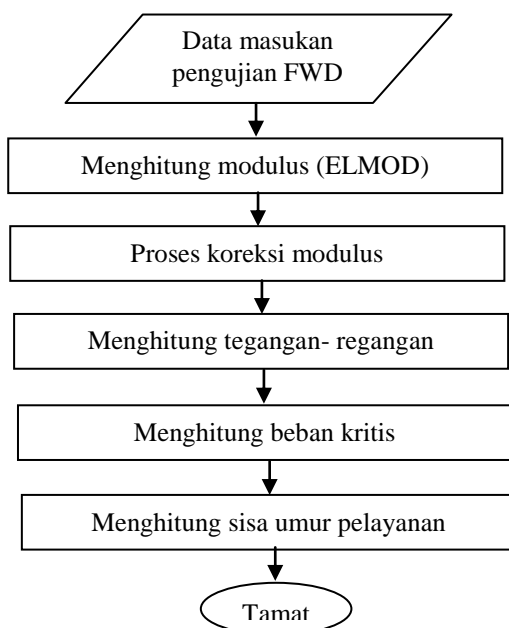 Data masukan
pengujian FWD
Menghitung modulus (ELMOD)
Proses koreksi modulus
Menghitung tegangan- regangan
Menghitung beban kritis
Menghitung sisa umur pelayanan
Tamat